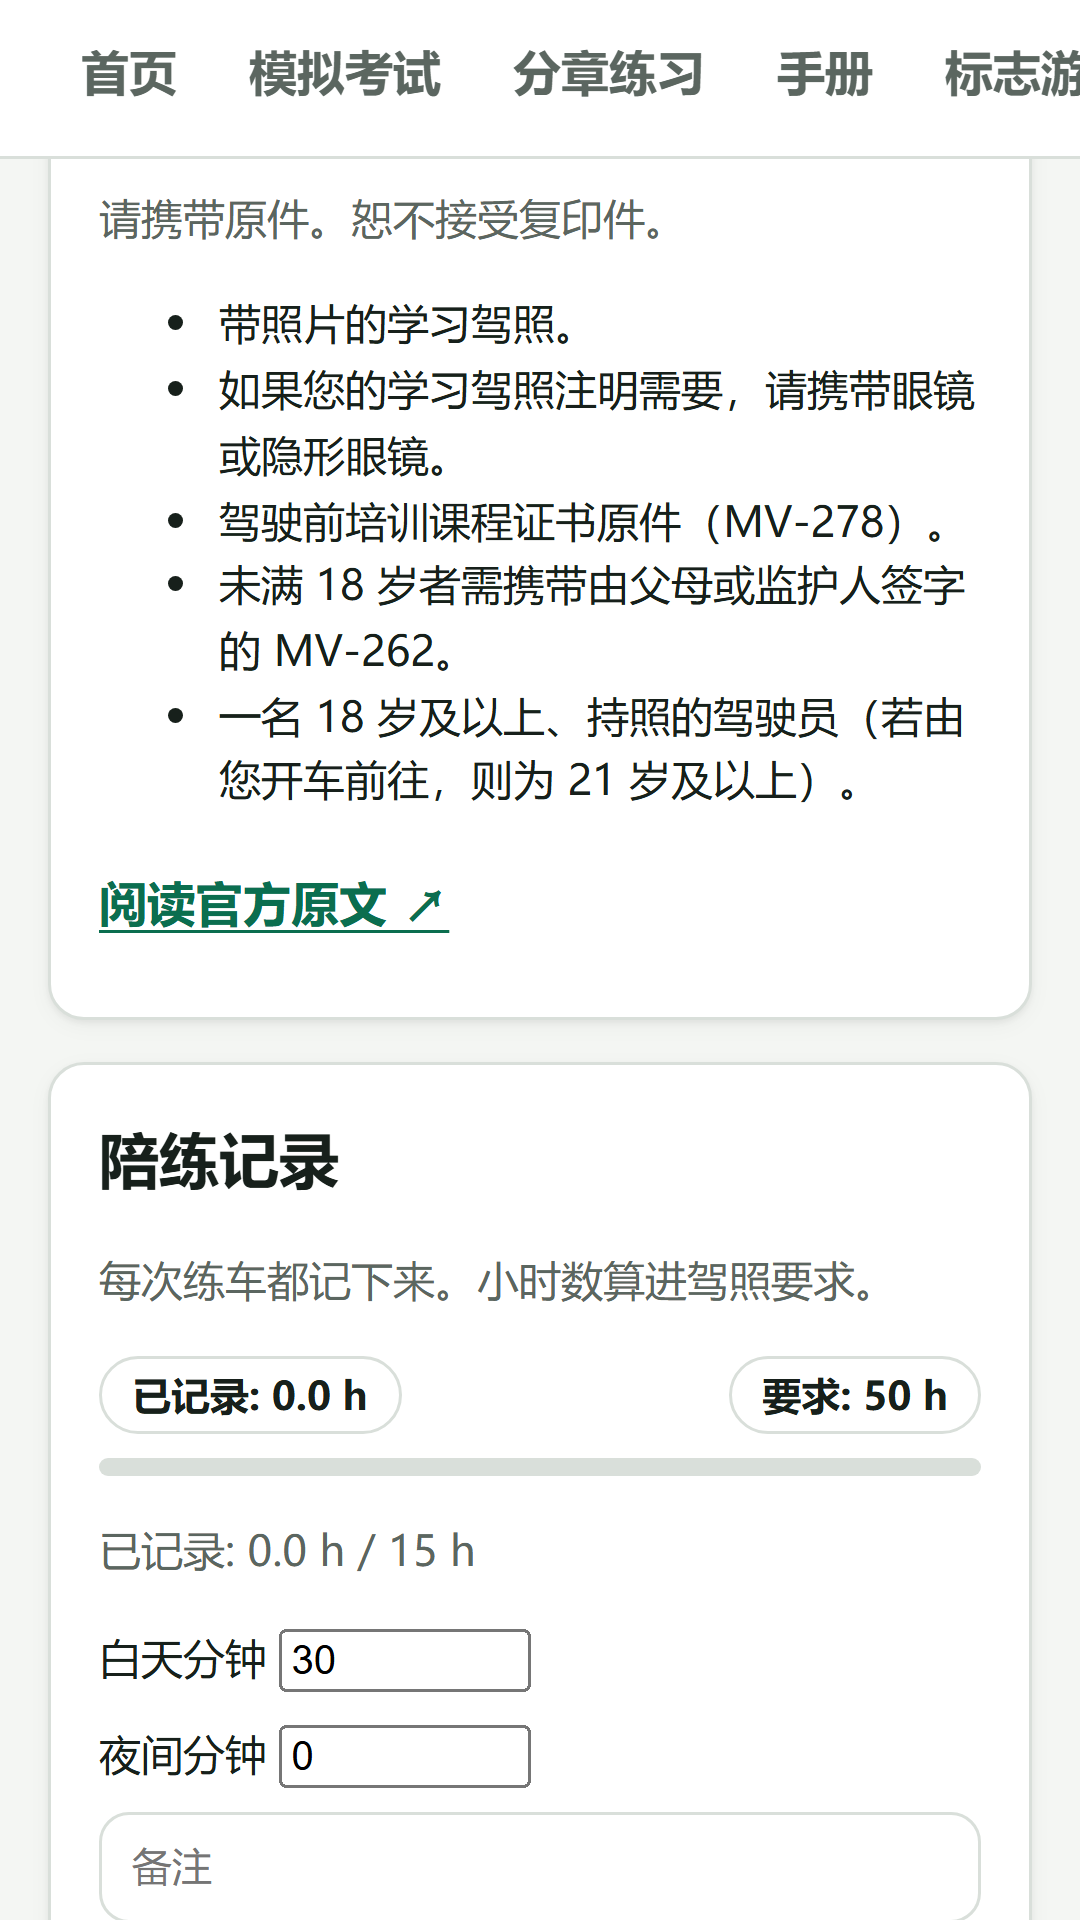 首页 模拟考试 分章练习 手册 标志游
请携带原件。恕不接受复印件。
• 带照片的学习驾照。
• 如果您的学习驾照注明需要，请携带眼镜
或隐形眼镜。
• 驾驶前培训课程证书原件（MV-278）。
• 未满 18 岁者需携带由父母或监护人签字
的 MV-262。
• 一名 18 岁及以上、持照的驾驶员（若由
您开车前往，则为 21 岁及以上）。
阅读官方原文 ↗
陪练记录
每次练车都记下来。小时数算进驾照要求。
已记录: 0.0 h 要求: 50 h
已记录: 0.0 h / 15 h
白天分钟 30
夜间分钟 0
备注